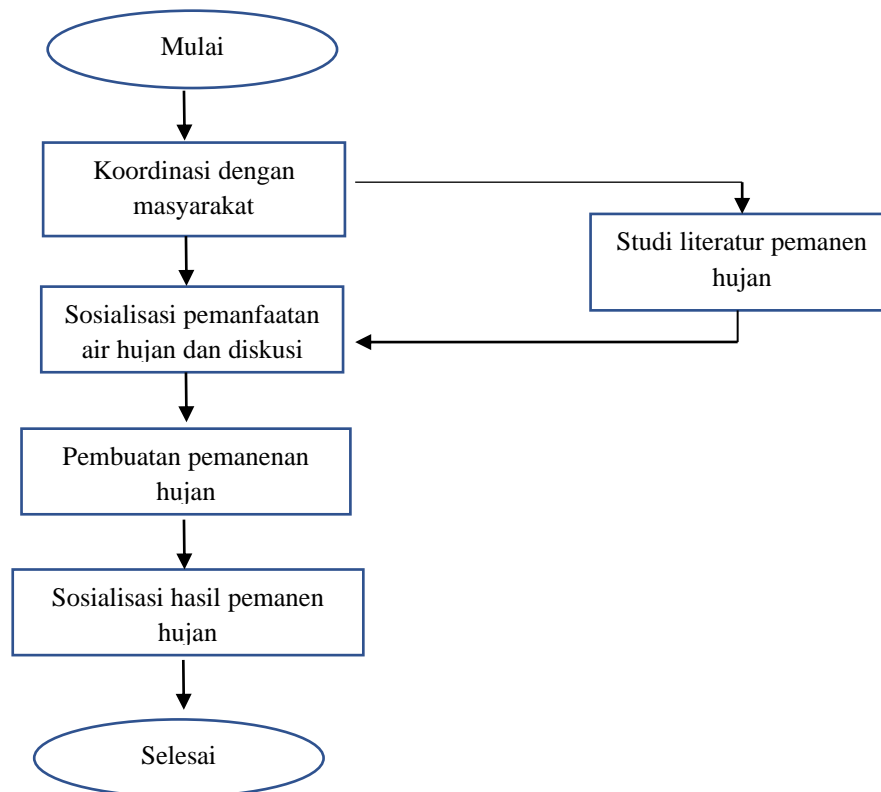 Mulai
Koordinasi dengan
masyarakat
Studi literatur pemanen
hujan
Sosialisasi pemanfaatan
air hujan dan diskusi
Pembuatan pemanenan
hujan
Sosialisasi hasil pemanen
hujan
Selesai